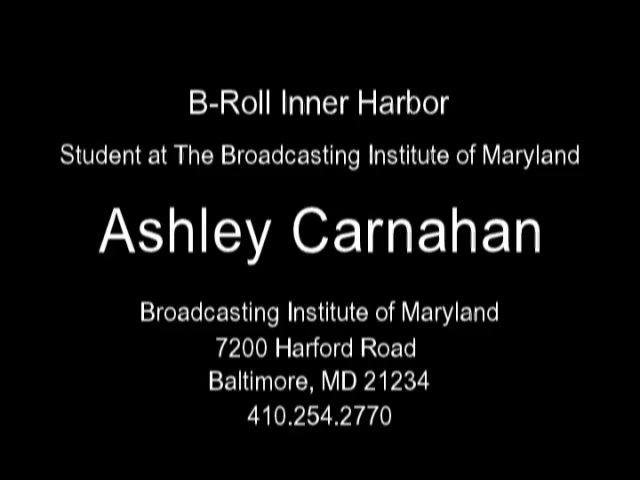 B-Roll Inner Harbor
Student at The Broadcasting Institute of Maryland
Ashley Carnahan
Broadcasting Institute of Maryland
7200 Harford Road
Baltimore, MD 21234
410.254.2770